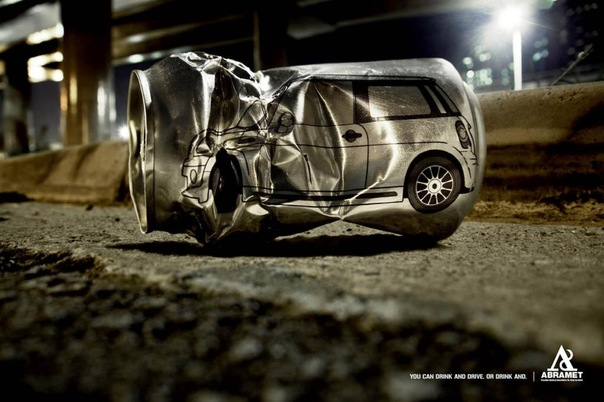 YOU CAN DRINK AND DRIVE. OR DRINK AND.
ABRAMET